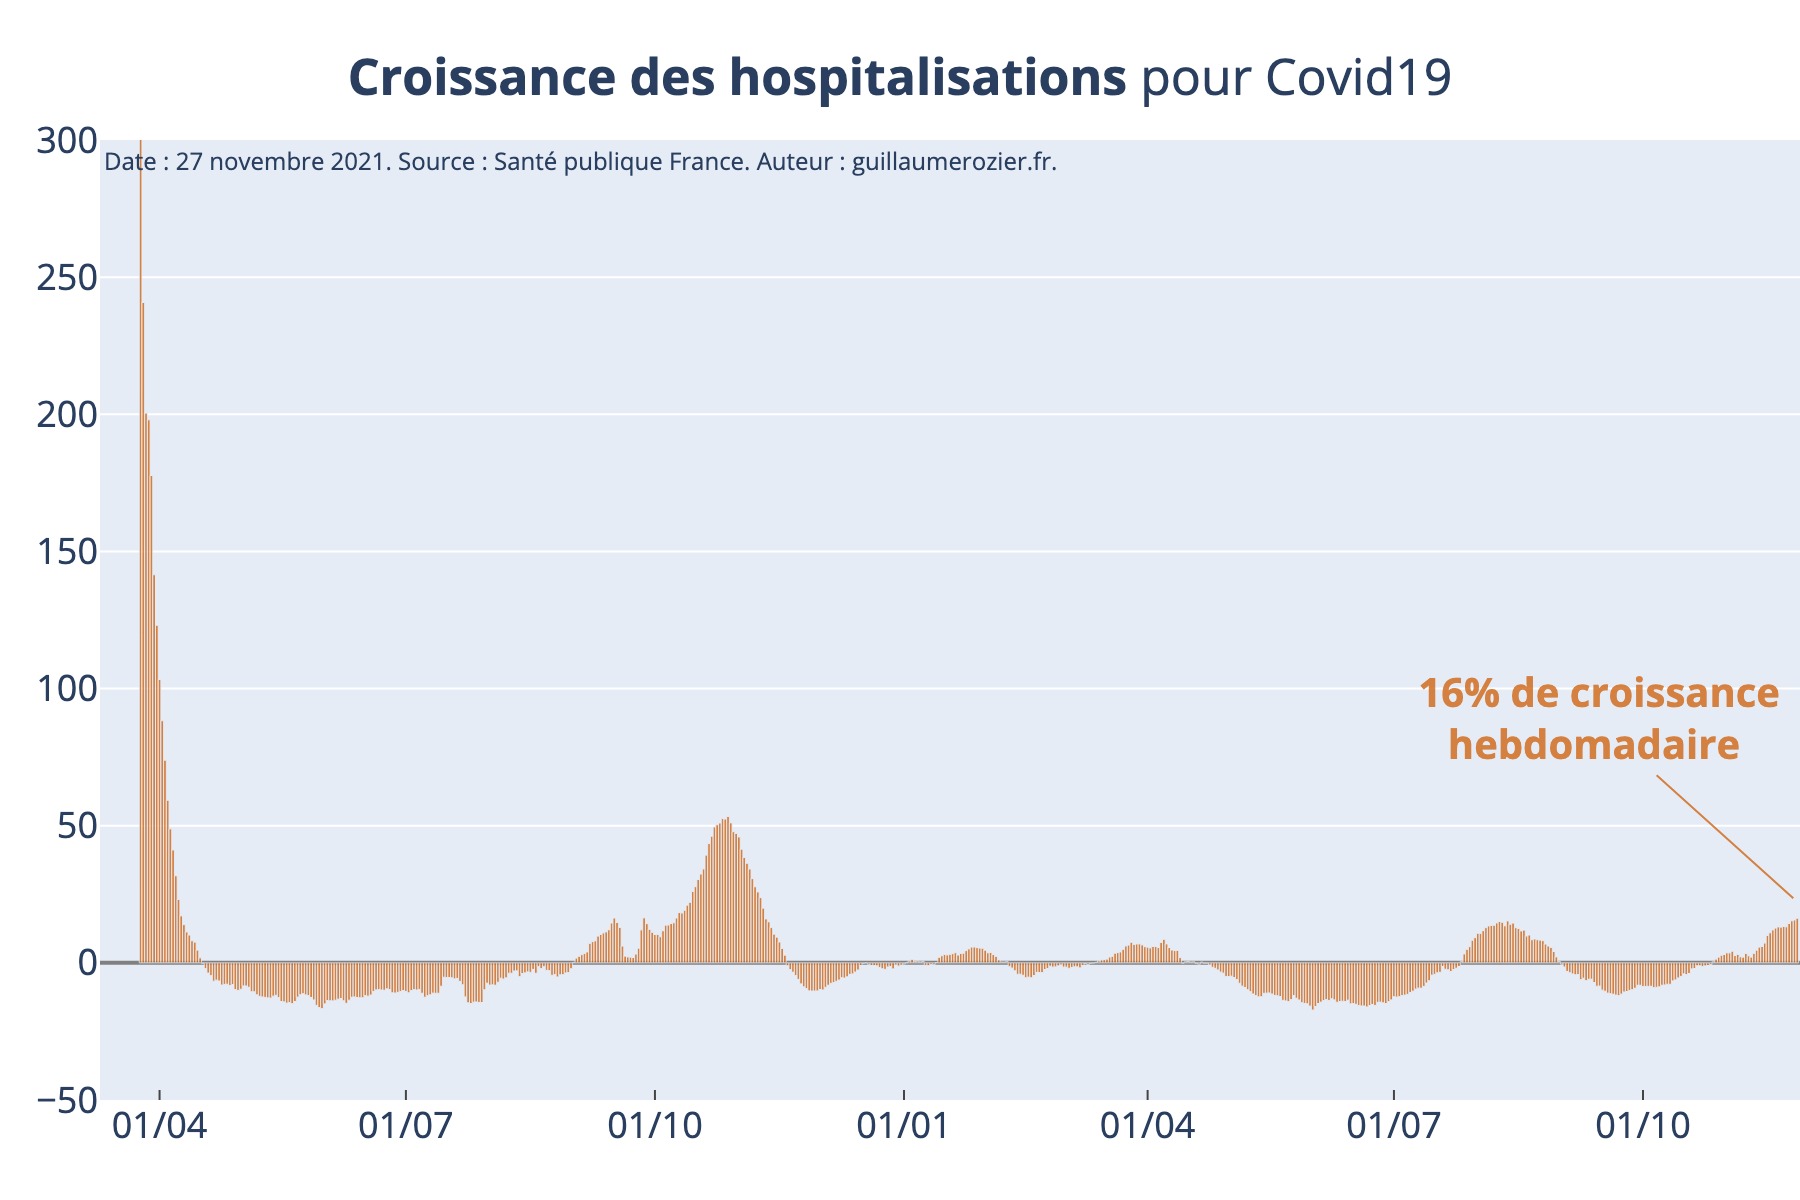 Croissance des hospitalisations pour Covid19
300
Date : 27 novembre 2021. Source : Santé publique France. Auteur : guillaumerozier.fr.
250
200
150
100
16% de croissance
hebdomadaire
50
0
−50
01/04 01/07 01/10 01/01 01/04 01/07 01/10